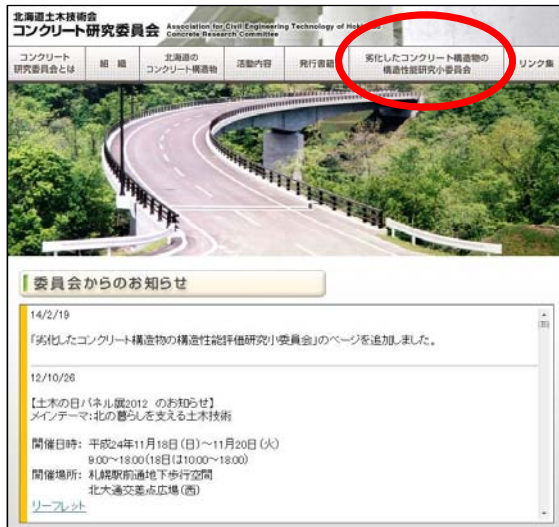 北海道土木技術会
コンクリート研究委員会 Association for Civil Engineering Technology of Hokkaido
Concrete Research Committee
コンクリート
研究委員会とは
組 織
北海道の
コンクリート構造物
活動内容
発行書籍
劣化したコンクリート構造物の
構造性能研究小委員会
リンク集
委員会からのお知らせ
14/2/19
「劣化したコンクリート構造物の構造性能評価研究小委員会」のページを追加しました。
12/10/26
【土木の日パネル展2012 のお知らせ】
メインテーマ:北の暮らしを支える土木技術
開催日時: 平成24年11月18日(日)~11月20日(火)
9:00~18:00(18日は10:00~18:00)
開催場所: 札幌駅前通地下歩行空間
北大通交差点広場(西)
リーフレット